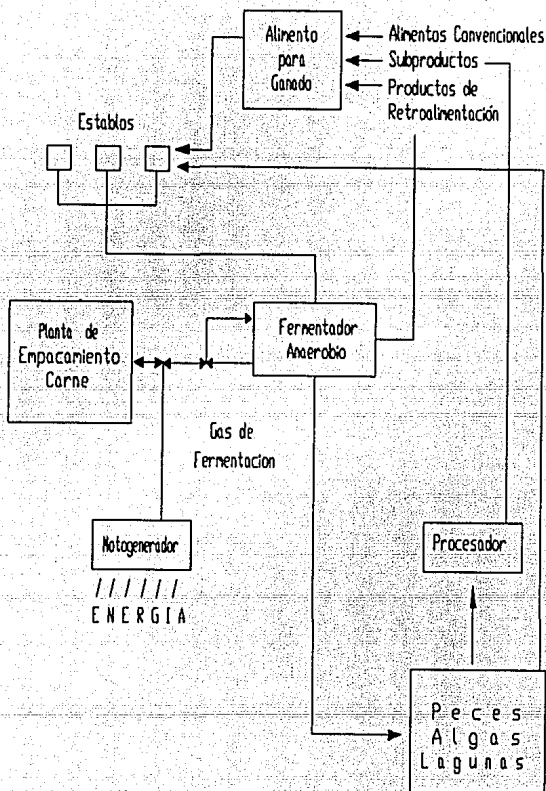 Alimento
para
Ganado
Alimentos Convencionales
Subproductos
Productos de
Retroalimentación
Establos
Planta de
Empacamiento
Carne
Fermentador
Anaerobio
Gas de
Fermentacion
Motogenerador
ENERGIA
Procesador
Peces
Algas
Lagunas